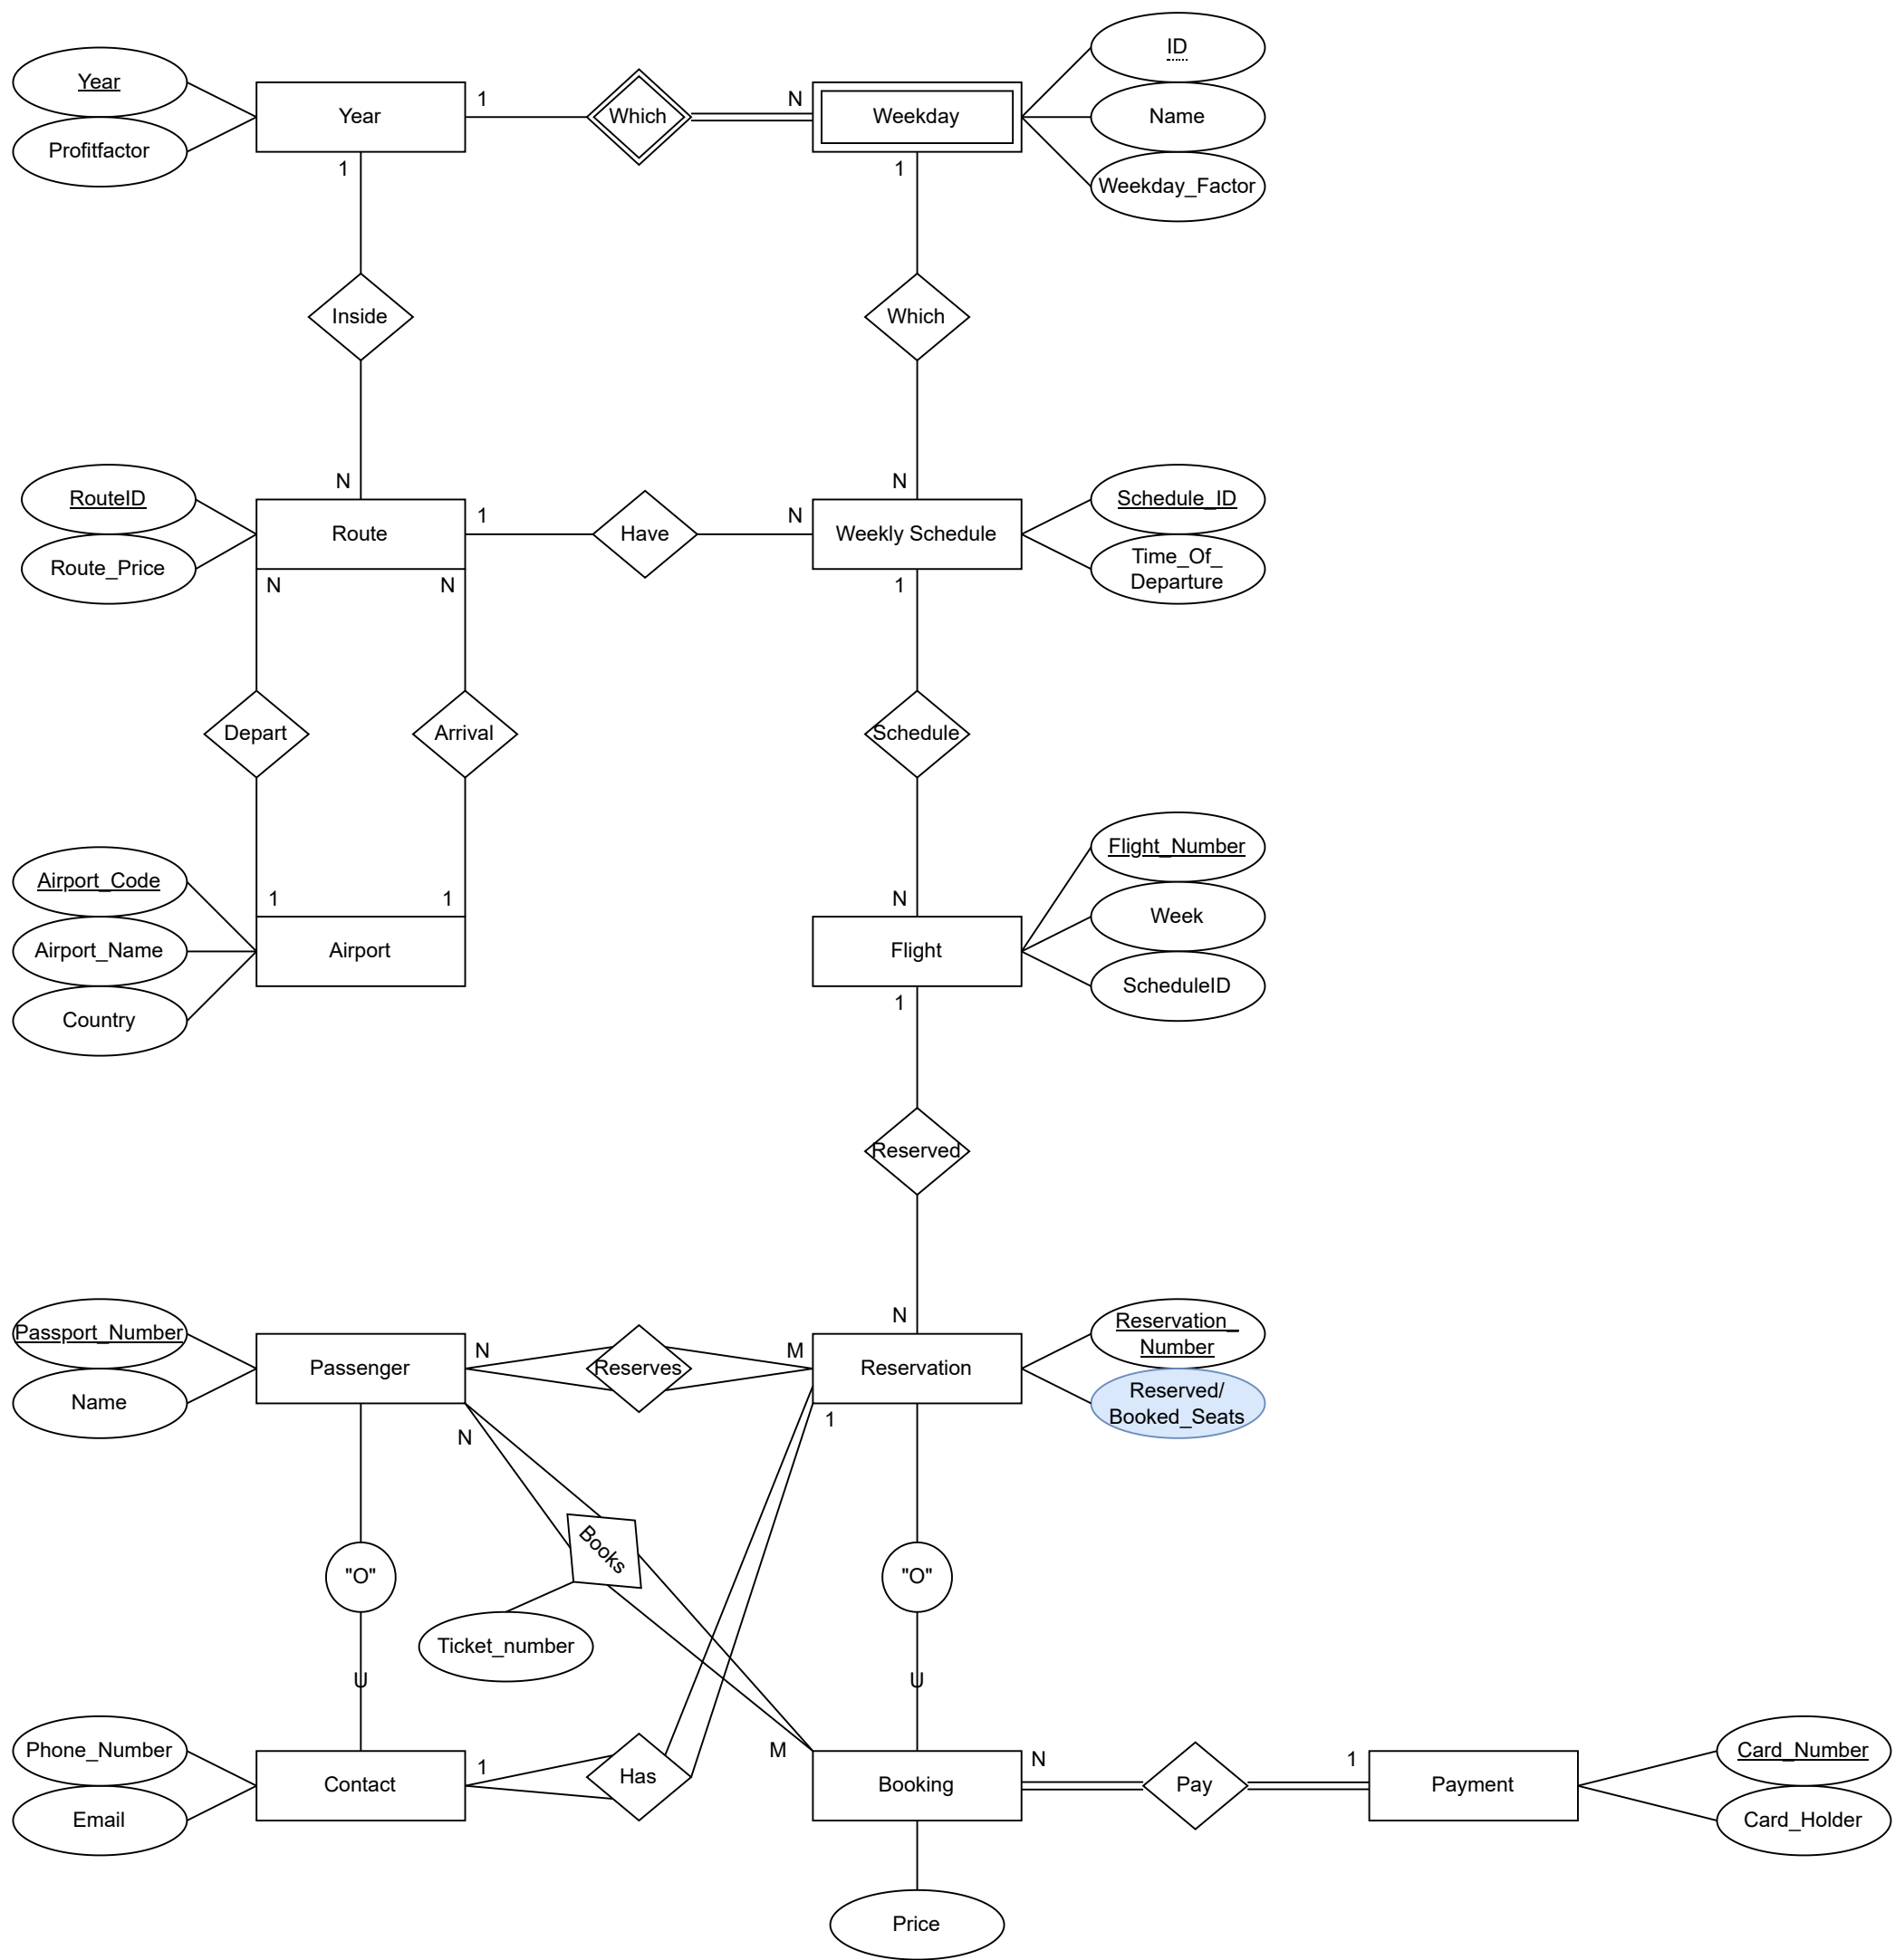 ID
Year
1
Which
N
Weekday
Name
Year
Profitfactor
Weekday_Factor
1
1
Inside
Which
N
N
RouteID
Route
1
Have
N
Weekly Schedule
Schedule_ID
Route_Price
Time_Of_
Departure
N
N
1
Depart
Arrival
Schedule
Flight_Number
Airport_Code
1
1
N
Week
Airport_Name
Airport
Flight
ScheduleID
Country
1
Reserved
N
Reservation_
Number
Passport_Number
N
M
Passenger
Reserves
Reservation
Reserved/
Booked_Seats
Name
1
N
Books
"O"
"O"
Ticket_number
U
U
Phone_Number
1
M
N
1
Card_Number
Contact
Has
Booking
Pay
Payment
Email
Card_Holder
Price